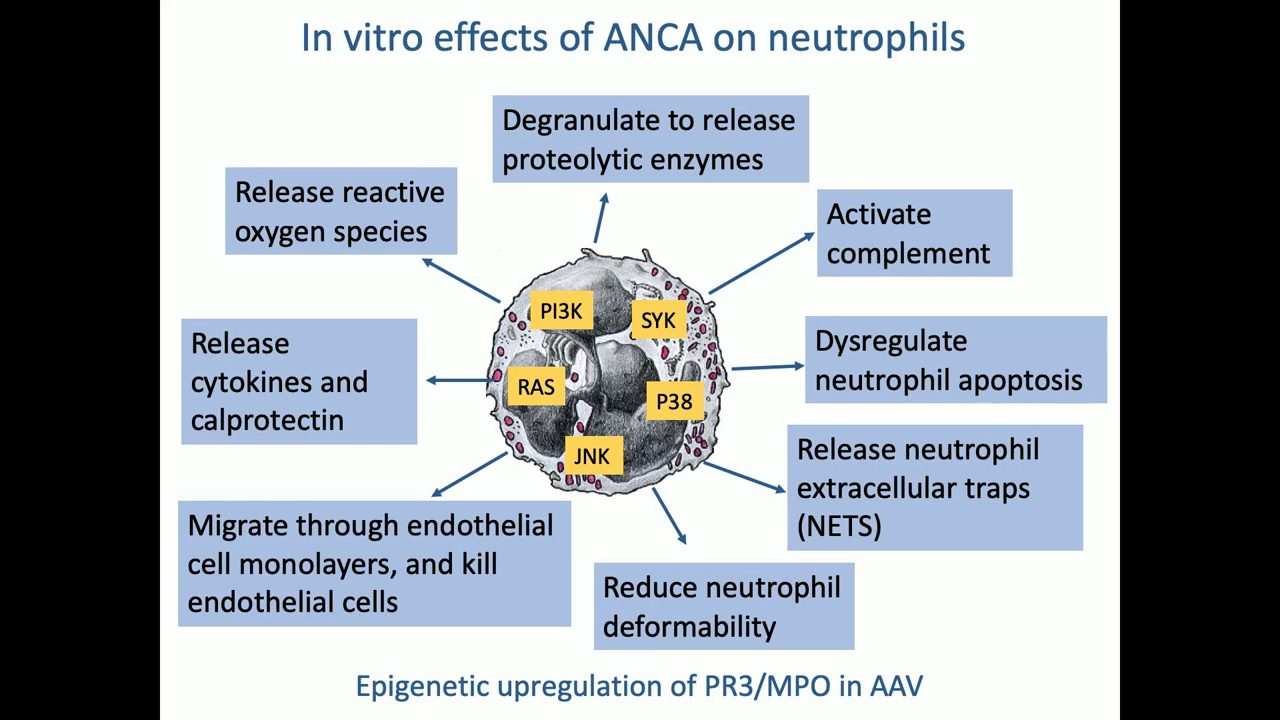 In vitro effects of ANCA on neutrophils
Degranulate to release
proteolytic enzymes
Release reactive
oxygen species
Activate
complement
PI3K
SYK
Release
cytokines and
calprotectin
RAS
P38
JNK
Dysregulate
neutrophil apoptosis
Release neutrophil
extracellular traps
(NETS)
Migrate through endothelial
cell monolayers, and kill
endothelial cells
Reduce neutrophil
deformability
Epigenetic upregulation of PR3/MPO in AAV